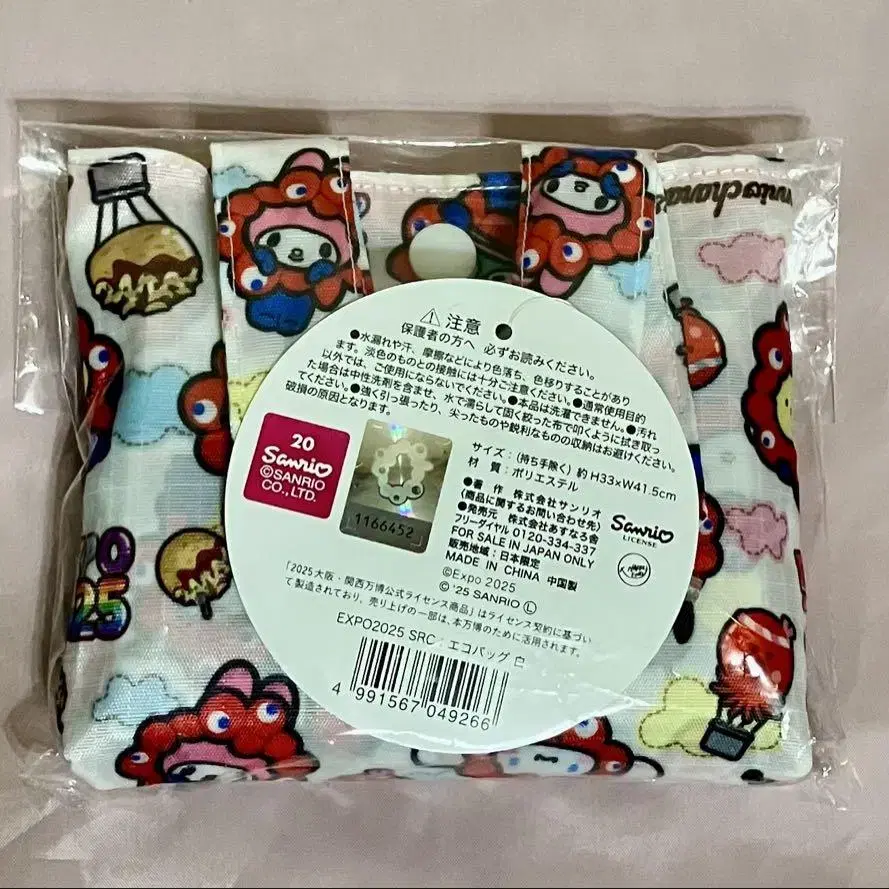 ⚠ 注意
保護者の方へ 必ずお読みください。
●水漏れや汗、摩擦などにより色落ち、色移りすることがあり
ます。淡色のものとの接触には十分ご注意ください。●通常使用目的
以外では、ご使用にならないでください。●本品は洗濯できません。●汚れ
た場合は中性洗剤を含ませ、水で濡らして固く絞った布で叩くように拭き取っ
てください。●強く引っ張ったり、尖ったものや鋭利なものの収納はお避けください。
破損の原因となります。
20
Sanrio
©SANRIO
CO., LTD.
1166452
サイズ：(持ち手除く) 約 H33×W41.5cm
材 質：ポリエステル
●著 作 株式会社サンリオ
(商品に関するお問い合わせ先)
●発売元 株式会社あすなろ舎
フリーダイヤル 0120-334-337
FOR SALE IN JAPAN ONLY
販売地域：日本限定
MADE IN CHINA 中国製
Sanrio
LICENSE
©Expo 2025
© '25 SANRIO Ⓛ
「2025大阪・関西万博公式ライセンス商品」はライセンス契約に基づい
て製造されており、売り上げの一部は、本万博のために活用されます。
EXPO2025 SRC：エコバッグ 白
4 991567 049266
25